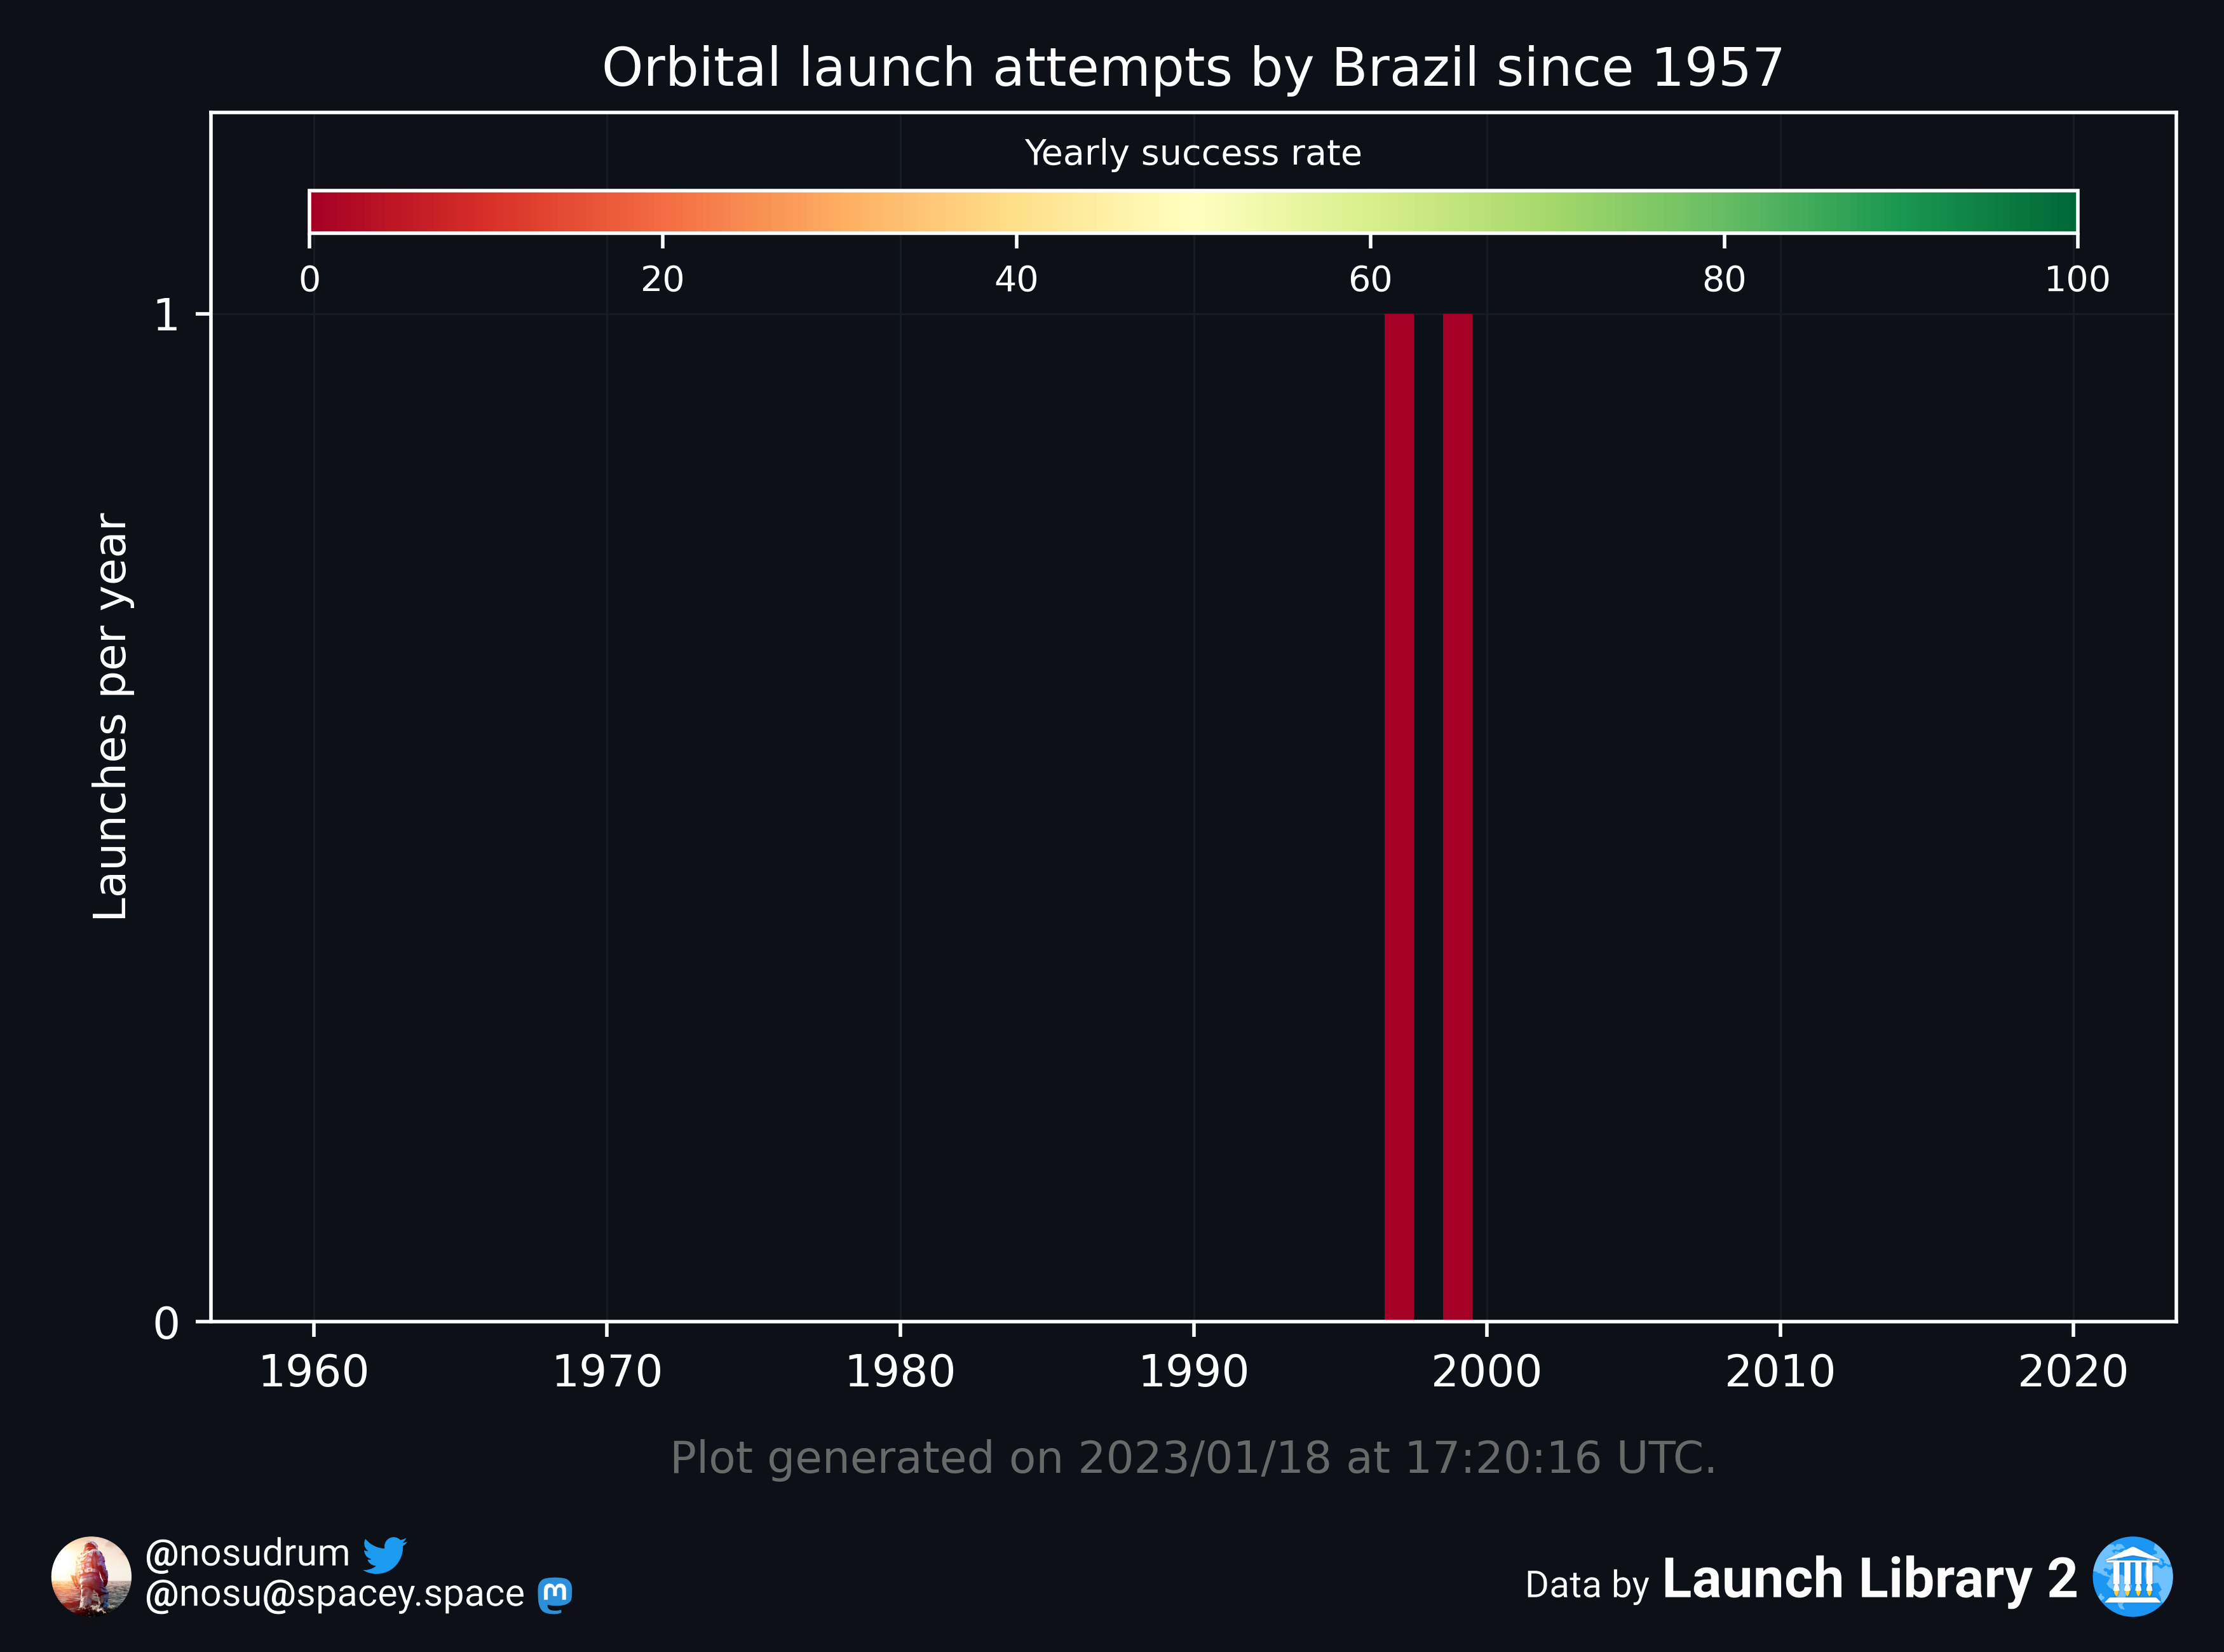 Orbital launch attempts by Brazil since 1957
Yearly success rate
0 20 40 60 80 100
1
Launches per year
0
1960 1970 1980 1990 2000 2010 2020
Plot generated on 2023/01/18 at 17:20:16 UTC.
@nosudrum
@nosu@spacey.space
Data by Launch Library 2